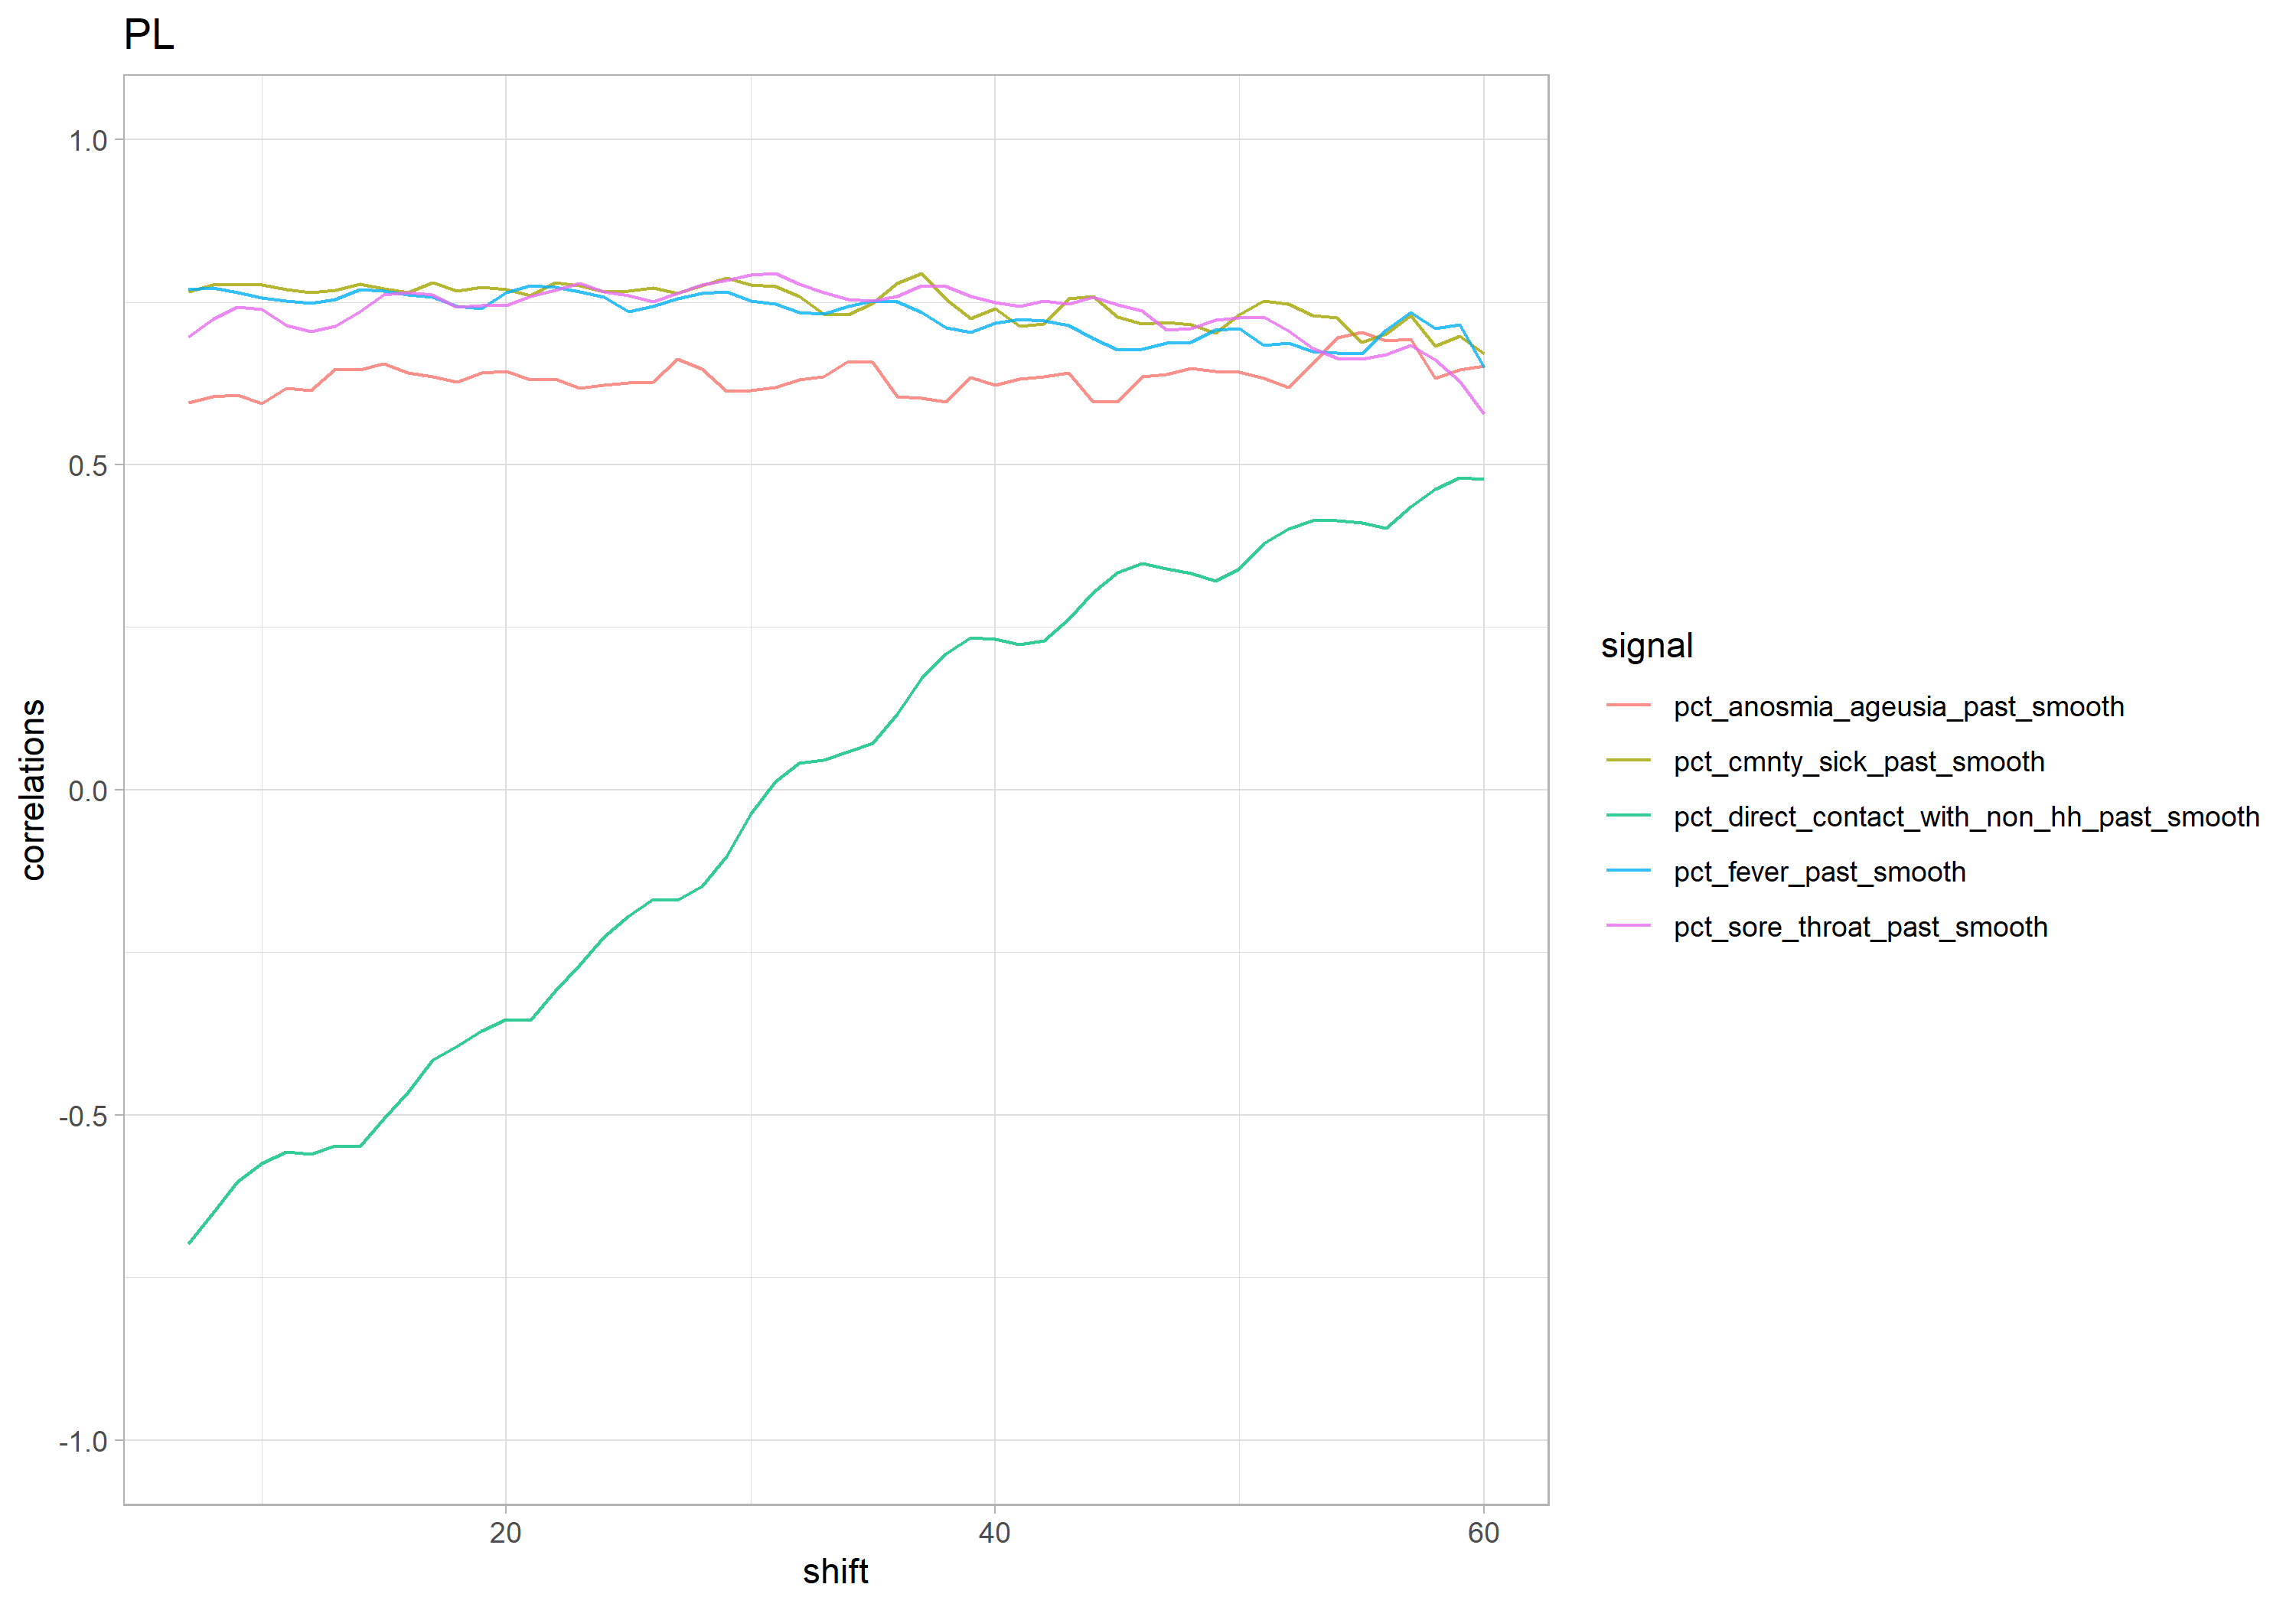 PL
1.0
0.5
0.0
-0.5
-1.0
correlations
20 40 60
shift
signal
pct_anosmia_ageusia_past_smooth
pct_cmnty_sick_past_smooth
pct_direct_contact_with_non_hh_past_smooth
pct_fever_past_smooth
pct_sore_throat_past_smooth